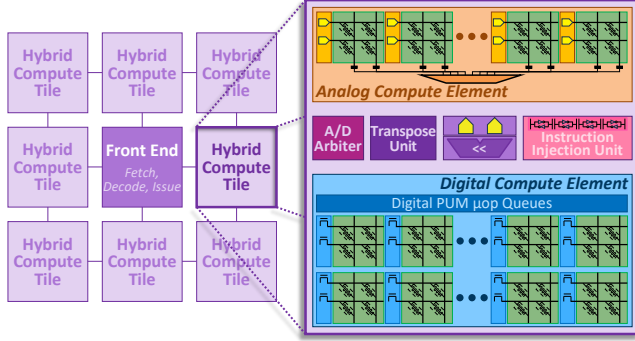 Hybrid
Compute
Tile
Hybrid
Compute
Tile
Hybrid
Compute
Tile
Hybrid
Compute
Tile
Front End
Fetch,
Decode, Issue
Hybrid
Compute
Tile
Hybrid
Compute
Tile
Hybrid
Compute
Tile
Hybrid
Compute
Tile
Analog Compute Element
A/D
Arbiter
Transpose
Unit
<<
Instruction
Injection Unit
Digital Compute Element
Digital PUM μop Queues